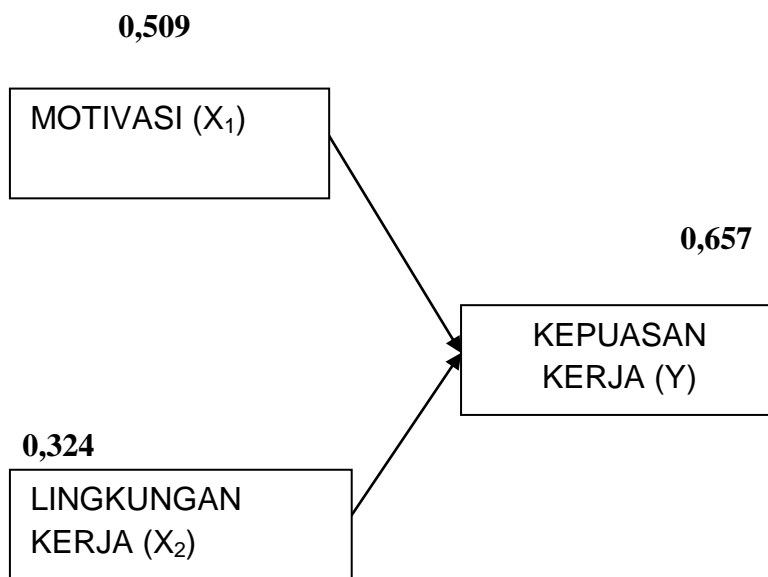 0,509
MOTIVASI (X₁)
0,657
KEPUASAN
KERJA (Y)
0,324
LINGKUNGAN
KERJA (X₂)